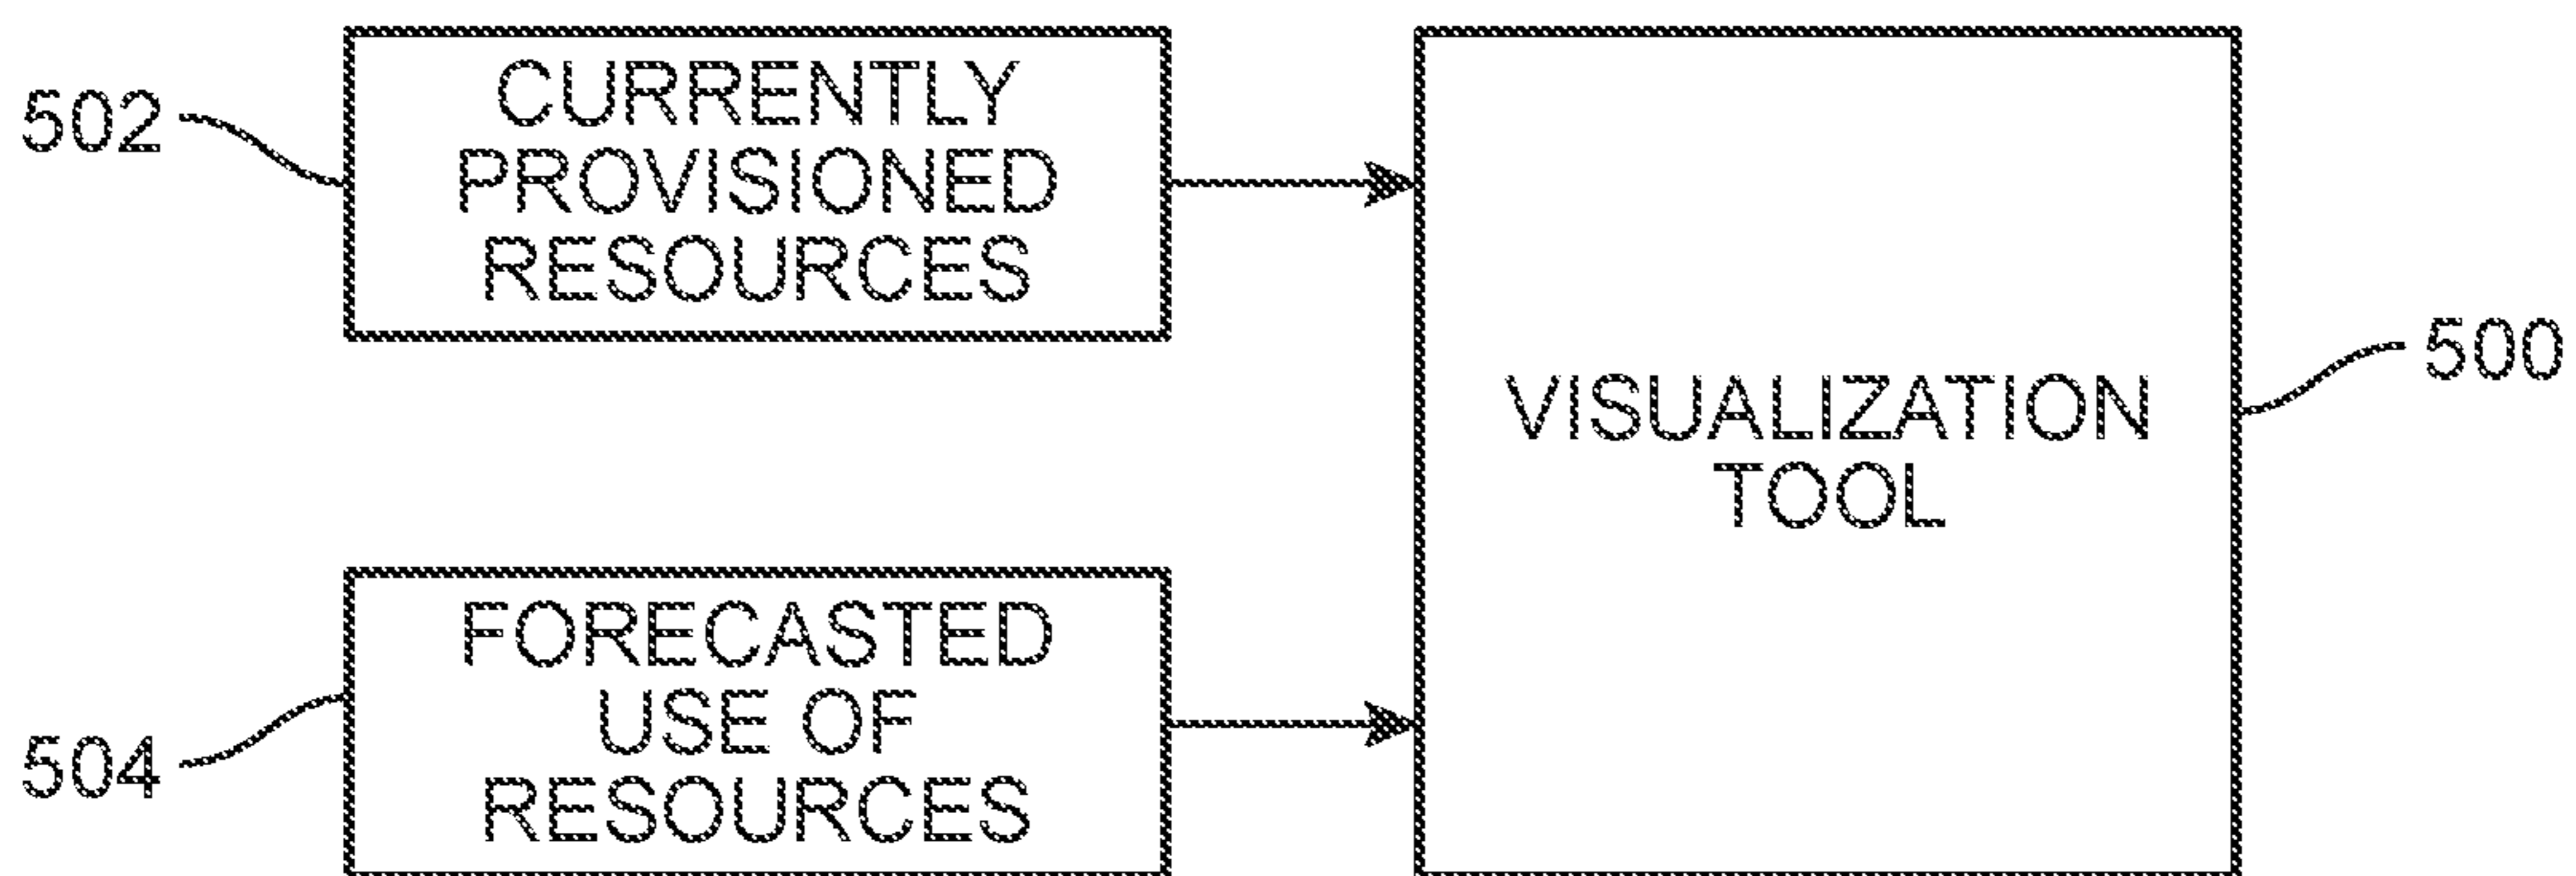 502
CURRENTLY
PROVISIONED
RESOURCES
VISUALIZATION
TOOL
500
504
FORECASTED
USE OF
RESOURCES